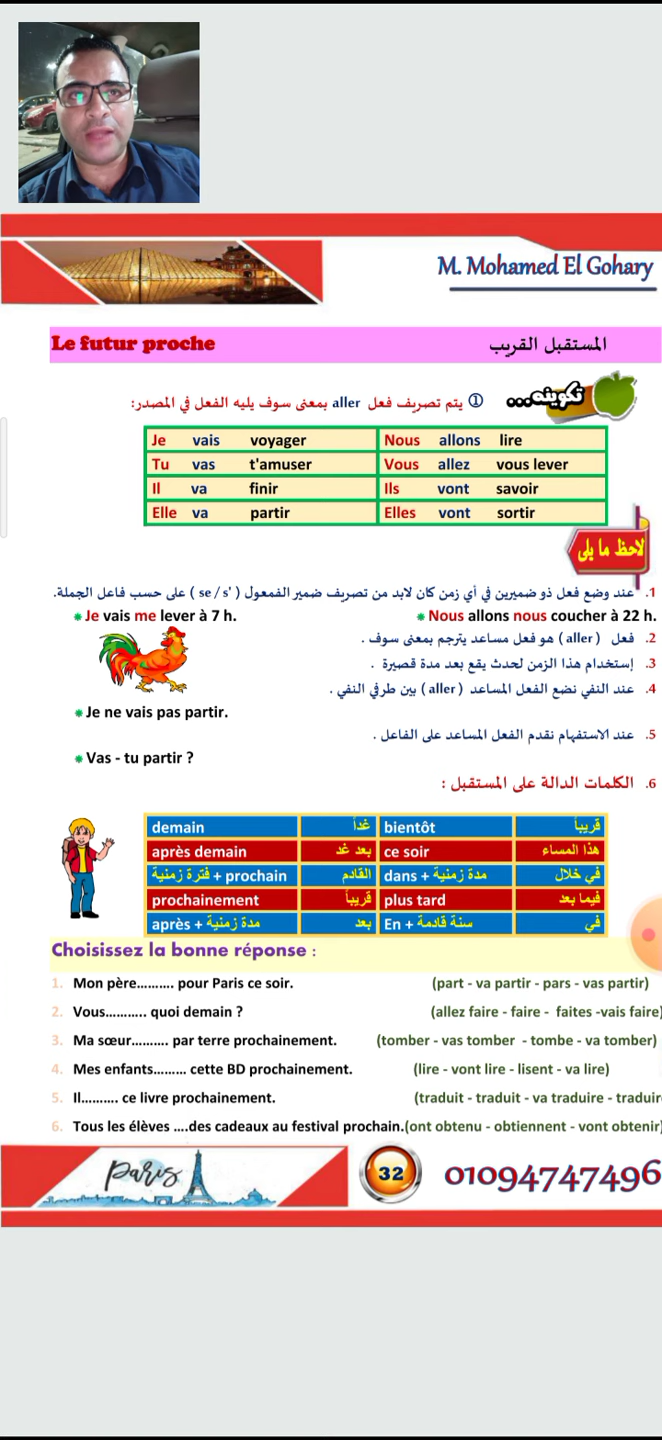 M. Mohamed El Gohary
Le futur proche المستقبل القريب
تكوينه...
① يتم تصريف فعل aller بمعنى سوف يليه الفعل في المصدر:
Je vais voyager Nous allons lire
Tu vas t'amuser Vous allez vous lever
Il va finir Ils vont savoir
Elle va partir Elles vont sortir
لاحظ ما يلى
1. عند وضع فعل ذو ضميرين في أي زمن كان لابد من تصريف ضمير المفعول ( se / s' ) على حسب فاعل الجملة.
* Je vais me lever à 7 h. * Nous allons nous coucher à 22 h.
2. فعل ( aller ) هو فعل مساعد يترجم بمعنى سوف .
3. إستخدام هذا الزمن لحدث يقع بعد مدة قصيرة .
4. عند النفي نضع الفعل المساعد ( aller ) بين طرفي النفي .
* Je ne vais pas partir.
5. عند الاستفهام نقدم الفعل المساعد على الفاعل .
* Vas - tu partir ?
6. الكلمات الدالة على المستقبل :
demain غداً bientôt قريباً
après demain بعد غد ce soir هذا المساء
فترة زمنية + prochain القادم dans + مدة زمنية في خلال
prochainement قريباً plus tard فيما بعد
après + مدة زمنية بعد En + سنة قادمة في
Choisissez la bonne réponse :
1. Mon père.......... pour Paris ce soir. (part - va partir - pars - vas partir)
2. Vous........... quoi demain ? (allez faire - faire - faites -vais faire)
3. Ma sœur.......... par terre prochainement. (tomber - vas tomber - tombe - va tomber)
4. Mes enfants......... cette BD prochainement. (lire - vont lire - lisent - va lire)
5. Il.......... ce livre prochainement. (traduit - traduit - va traduire - traduir
6. Tous les élèves ....des cadeaux au festival prochain.(ont obtenu - obtiennent - vont obtenir)
Paris 32 01094747496